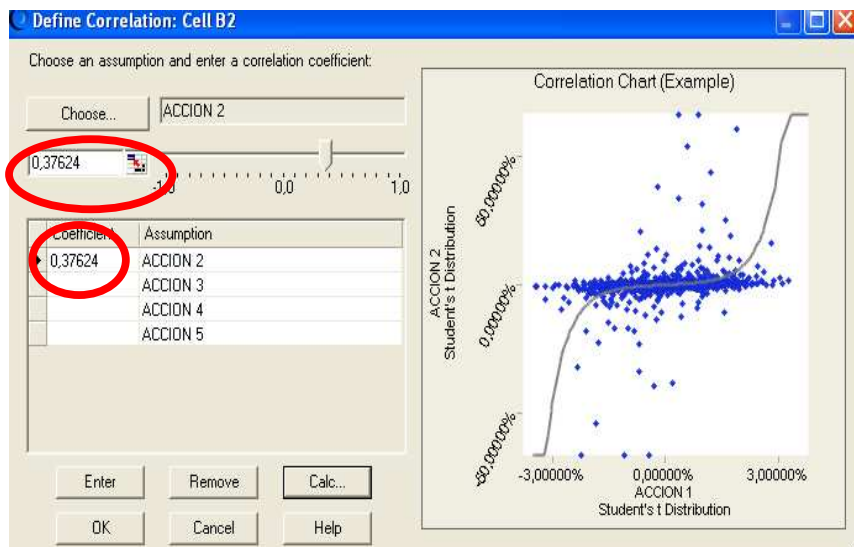 Define Correlation: Cell B2
Choose an assumption and enter a correlation coefficient:
Choose...
ACCION 2
0,37624
-1,0
0,0
1,0
Coefficient
Assumption
0,37624
ACCION 2
ACCION 3
ACCION 4
ACCION 5
Enter
Remove
Calc...
OK
Cancel
Help
Correlation Chart (Example)
50,00000%
0,00000%
-50,00000%
ACCION 2
Student's t Distribution
-3,00000%
0,00000%
3,00000%
ACCION 1
Student's t Distribution